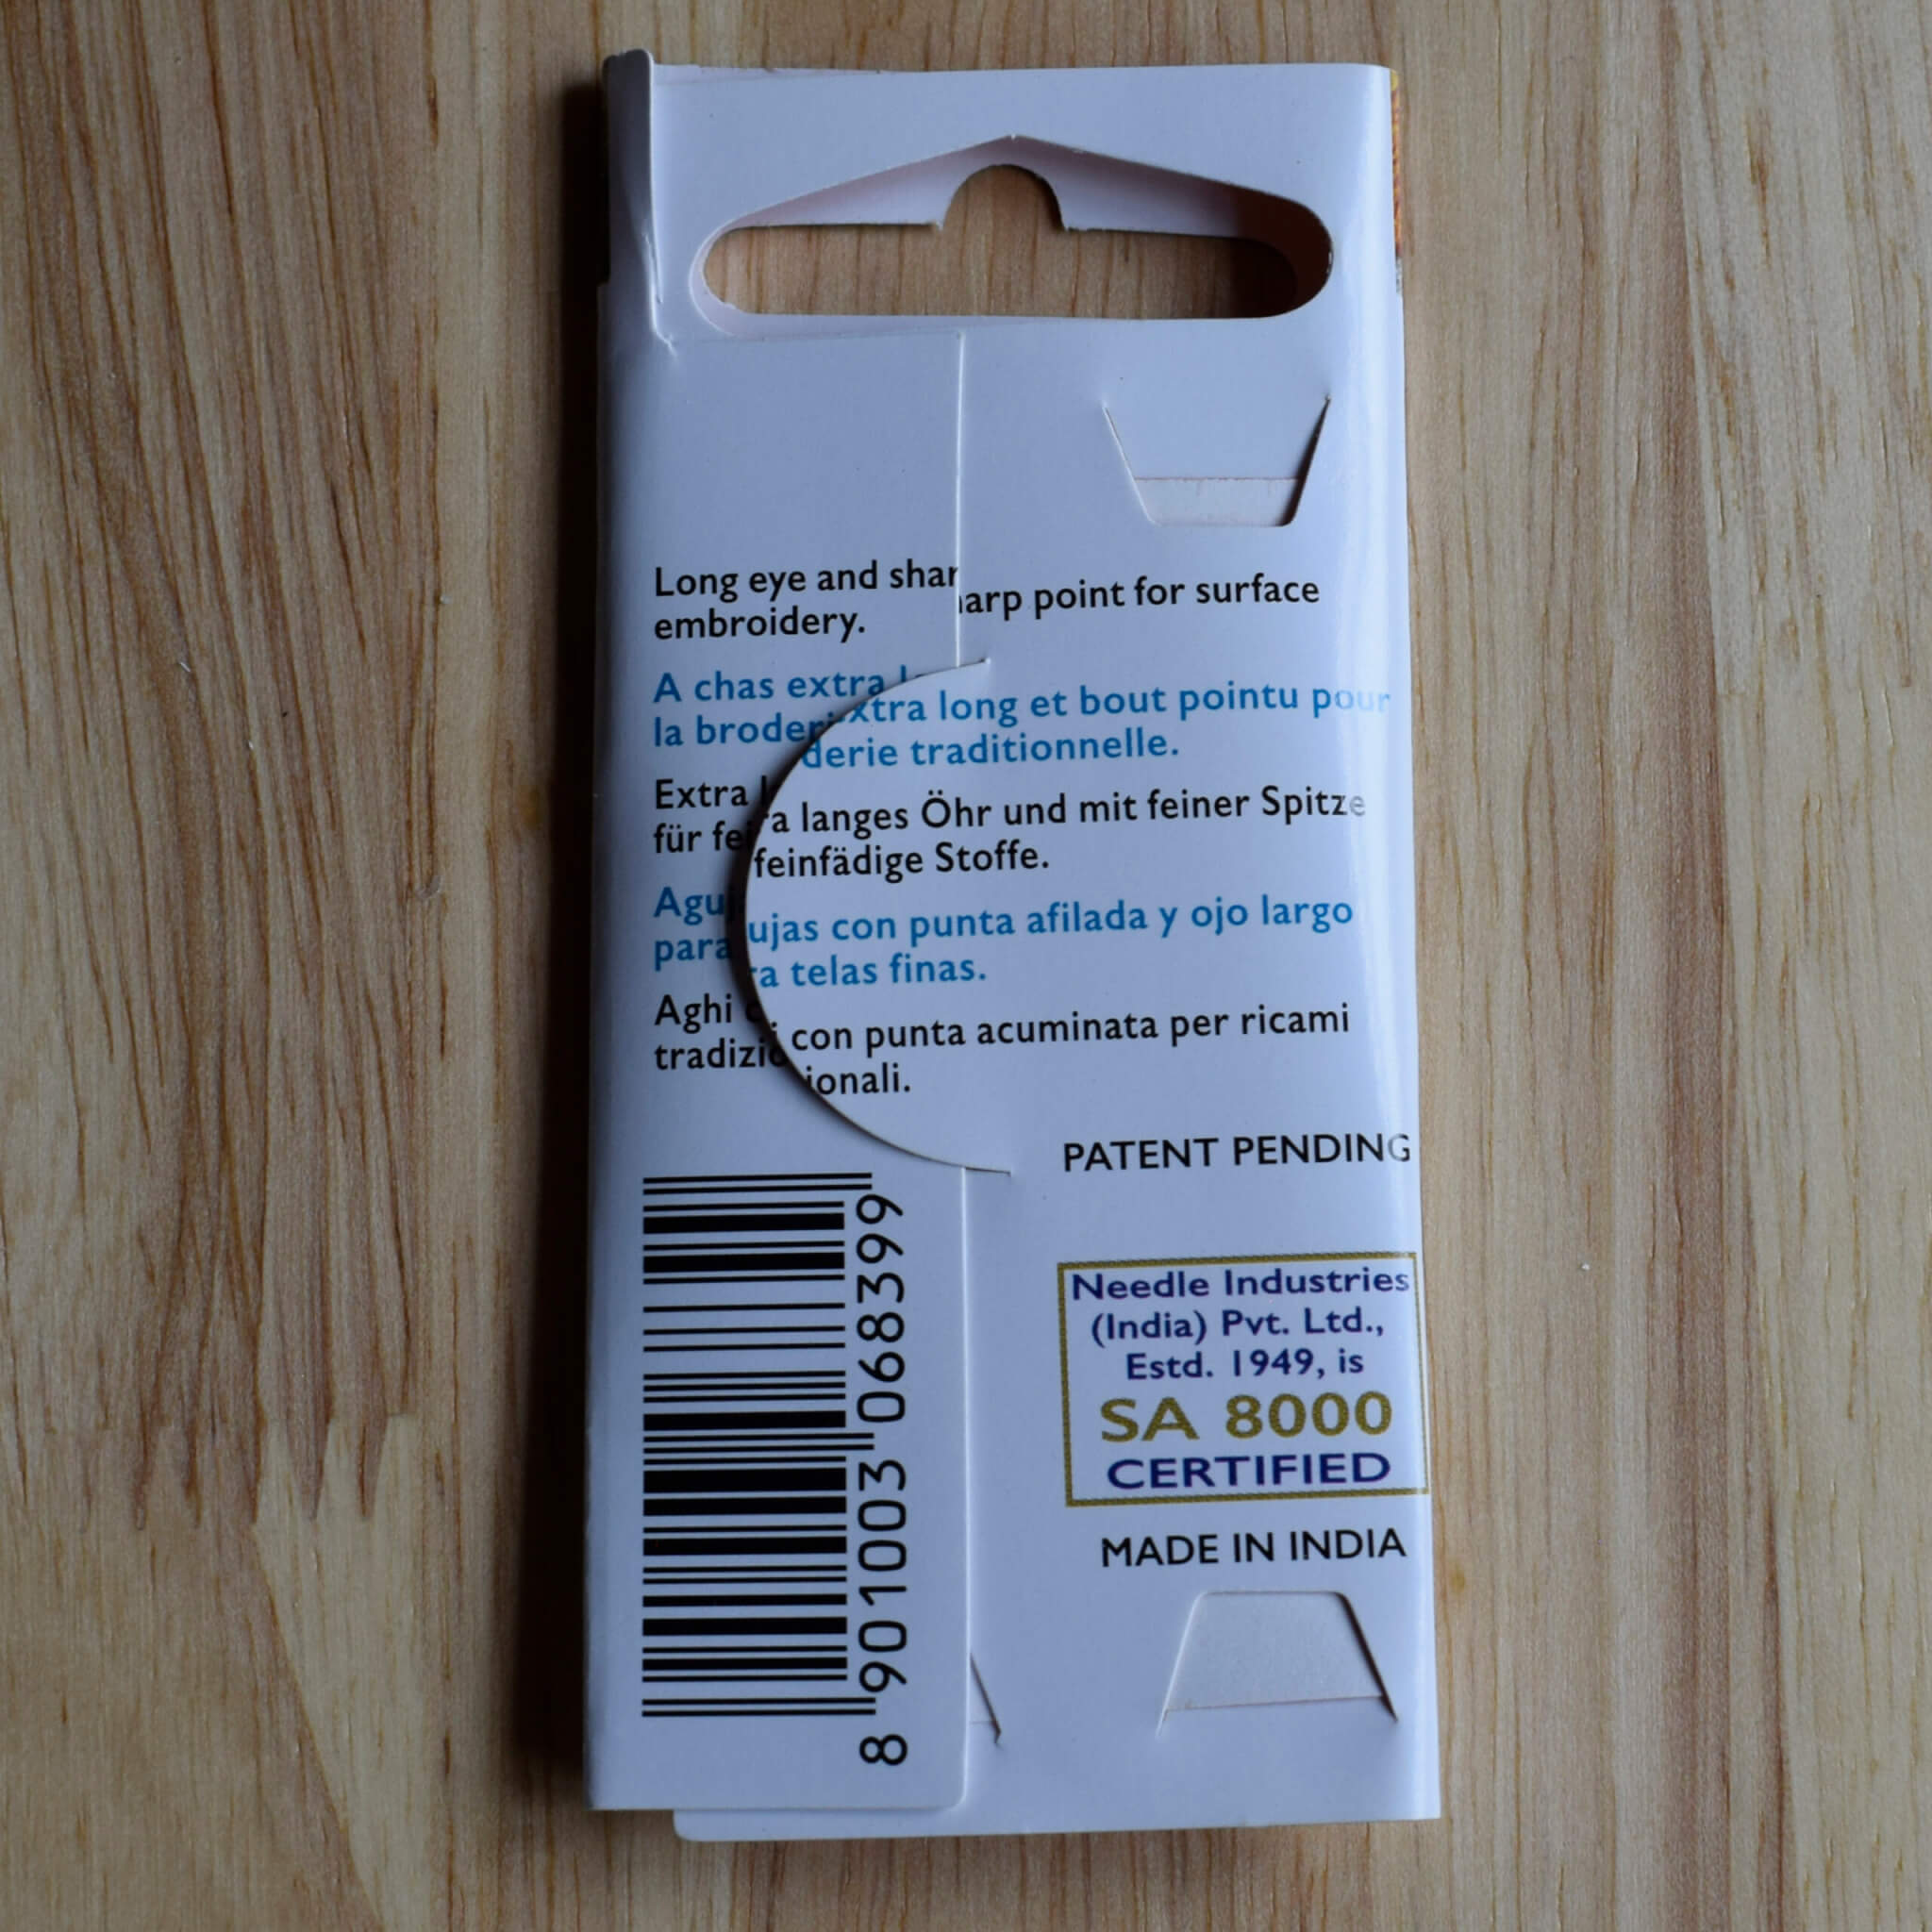 Long eye and shar
arp point for surface
embroidery.
A chas extra
xtra long et bout pointu pour
la broder
derie traditionnelle.
Extra
a langes Öhr und mit feiner Spitze
für fei
feinfädige Stoffe.
Agu
ujas con punta afilada y ojo largo
para
ra telas finas.
Aghi
con punta acuminata per ricami
tradizio
ionali.
PATENT PENDING
8 901003 068399
Needle Industries
(India) Pvt. Ltd.,
Estd. 1949, is
SA 8000
CERTIFIED
MADE IN INDIA